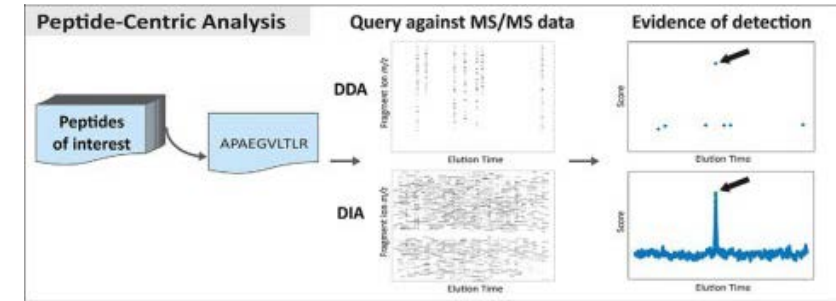 Peptide-Centric Analysis
Query against MS/MS data
Evidence of detection
Peptides
of interest
APAEGVLTLR
DDA
Fragment Ion m/z
Elution Time
Score
Elution Time
DIA
Fragment Ion m/z
Elution Time
Score
Elution Time